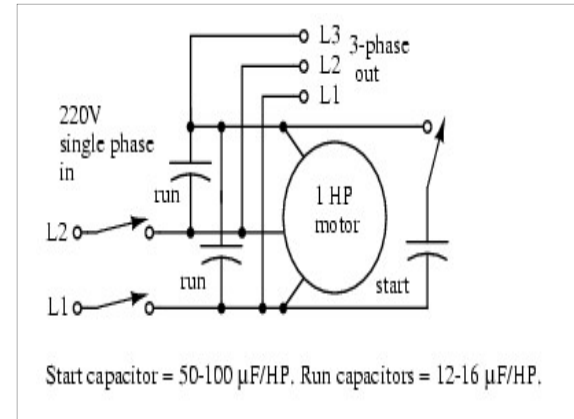 L3
3-phase
out
L2
L1
220V
single phase
in
run
1 HP
motor
L2
run
start
L1
Start capacitor = 50-100 µF/HP. Run capacitors = 12-16 µF/HP.